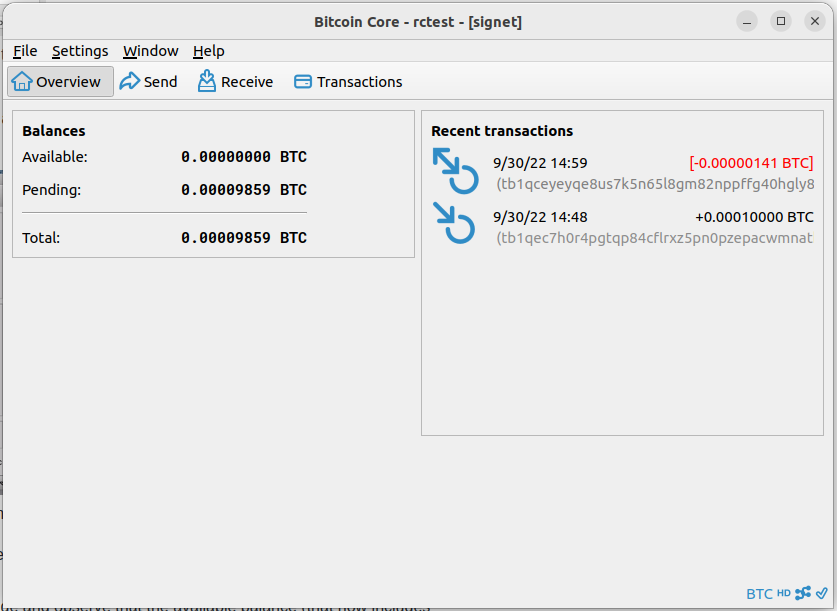 Bitcoin Core - rctest - [signet]
File Settings Window Help
Overview Send Receive Transactions
Balances
Available: 0.00000000 BTC
Pending: 0.00009859 BTC
Total: 0.00009859 BTC
Recent transactions
9/30/22 14:59 [-0.00000141 BTC]
(tb1qceyeyqe8us7k5n65l8gm82nppffg40hgly8
9/30/22 14:48 +0.00010000 BTC
(tb1qec7h0r4pgtqp84cflrxz5pn0pzepacwmnat
BTC HD